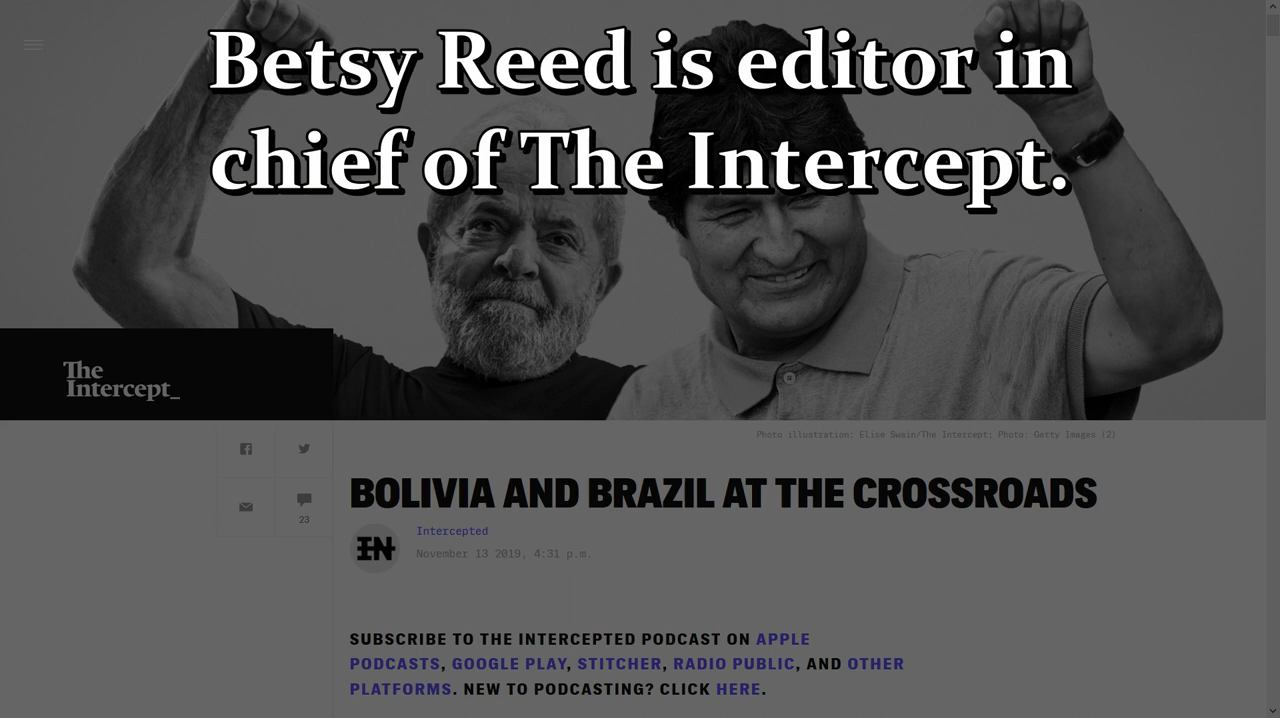 Betsy Reed is editor in
chief of The Intercept.
The
Intercept_
Photo illustration: Elise Swain/The Intercept; Photo: Getty Images (2)
23
BOLIVIA AND BRAZIL AT THE CROSSROADS
IN
Intercepted
November 13 2019, 4:31 p.m.
SUBSCRIBE TO THE INTERCEPTED PODCAST ON APPLE
PODCASTS, GOOGLE PLAY, STITCHER, RADIO PUBLIC, AND OTHER
PLATFORMS. NEW TO PODCASTING? CLICK HERE.